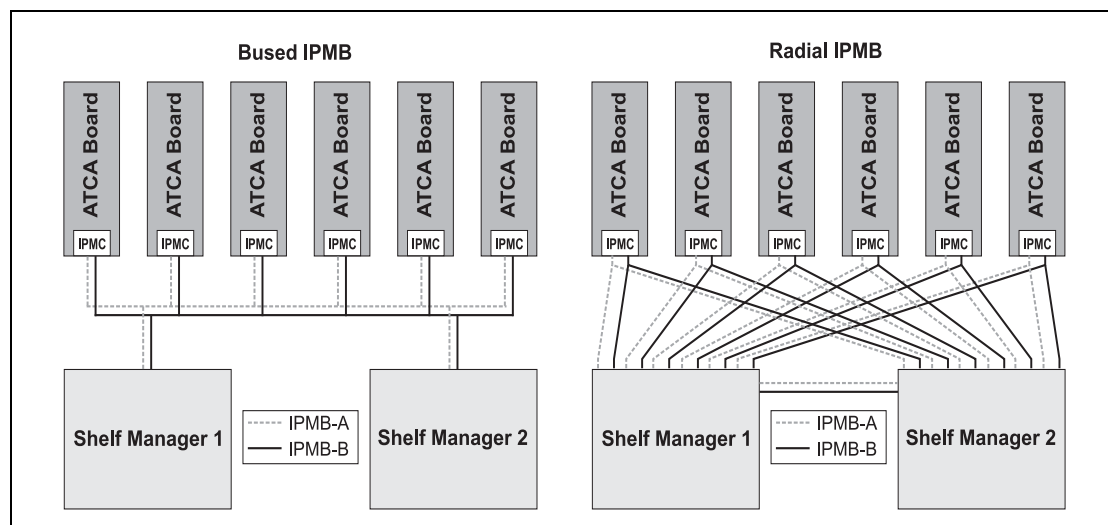 Bused IPMB
ATCA Board
ATCA Board
ATCA Board
ATCA Board
ATCA Board
ATCA Board
IPMC
IPMC
IPMC
IPMC
IPMC
IPMC
Shelf Manager 1
IPMB-A
IPMB-B
Shelf Manager 2
Radial IPMB
ATCA Board
ATCA Board
ATCA Board
ATCA Board
ATCA Board
ATCA Board
IPMC
IPMC
IPMC
IPMC
IPMC
IPMC
Shelf Manager 1
IPMB-A
IPMB-B
Shelf Manager 2